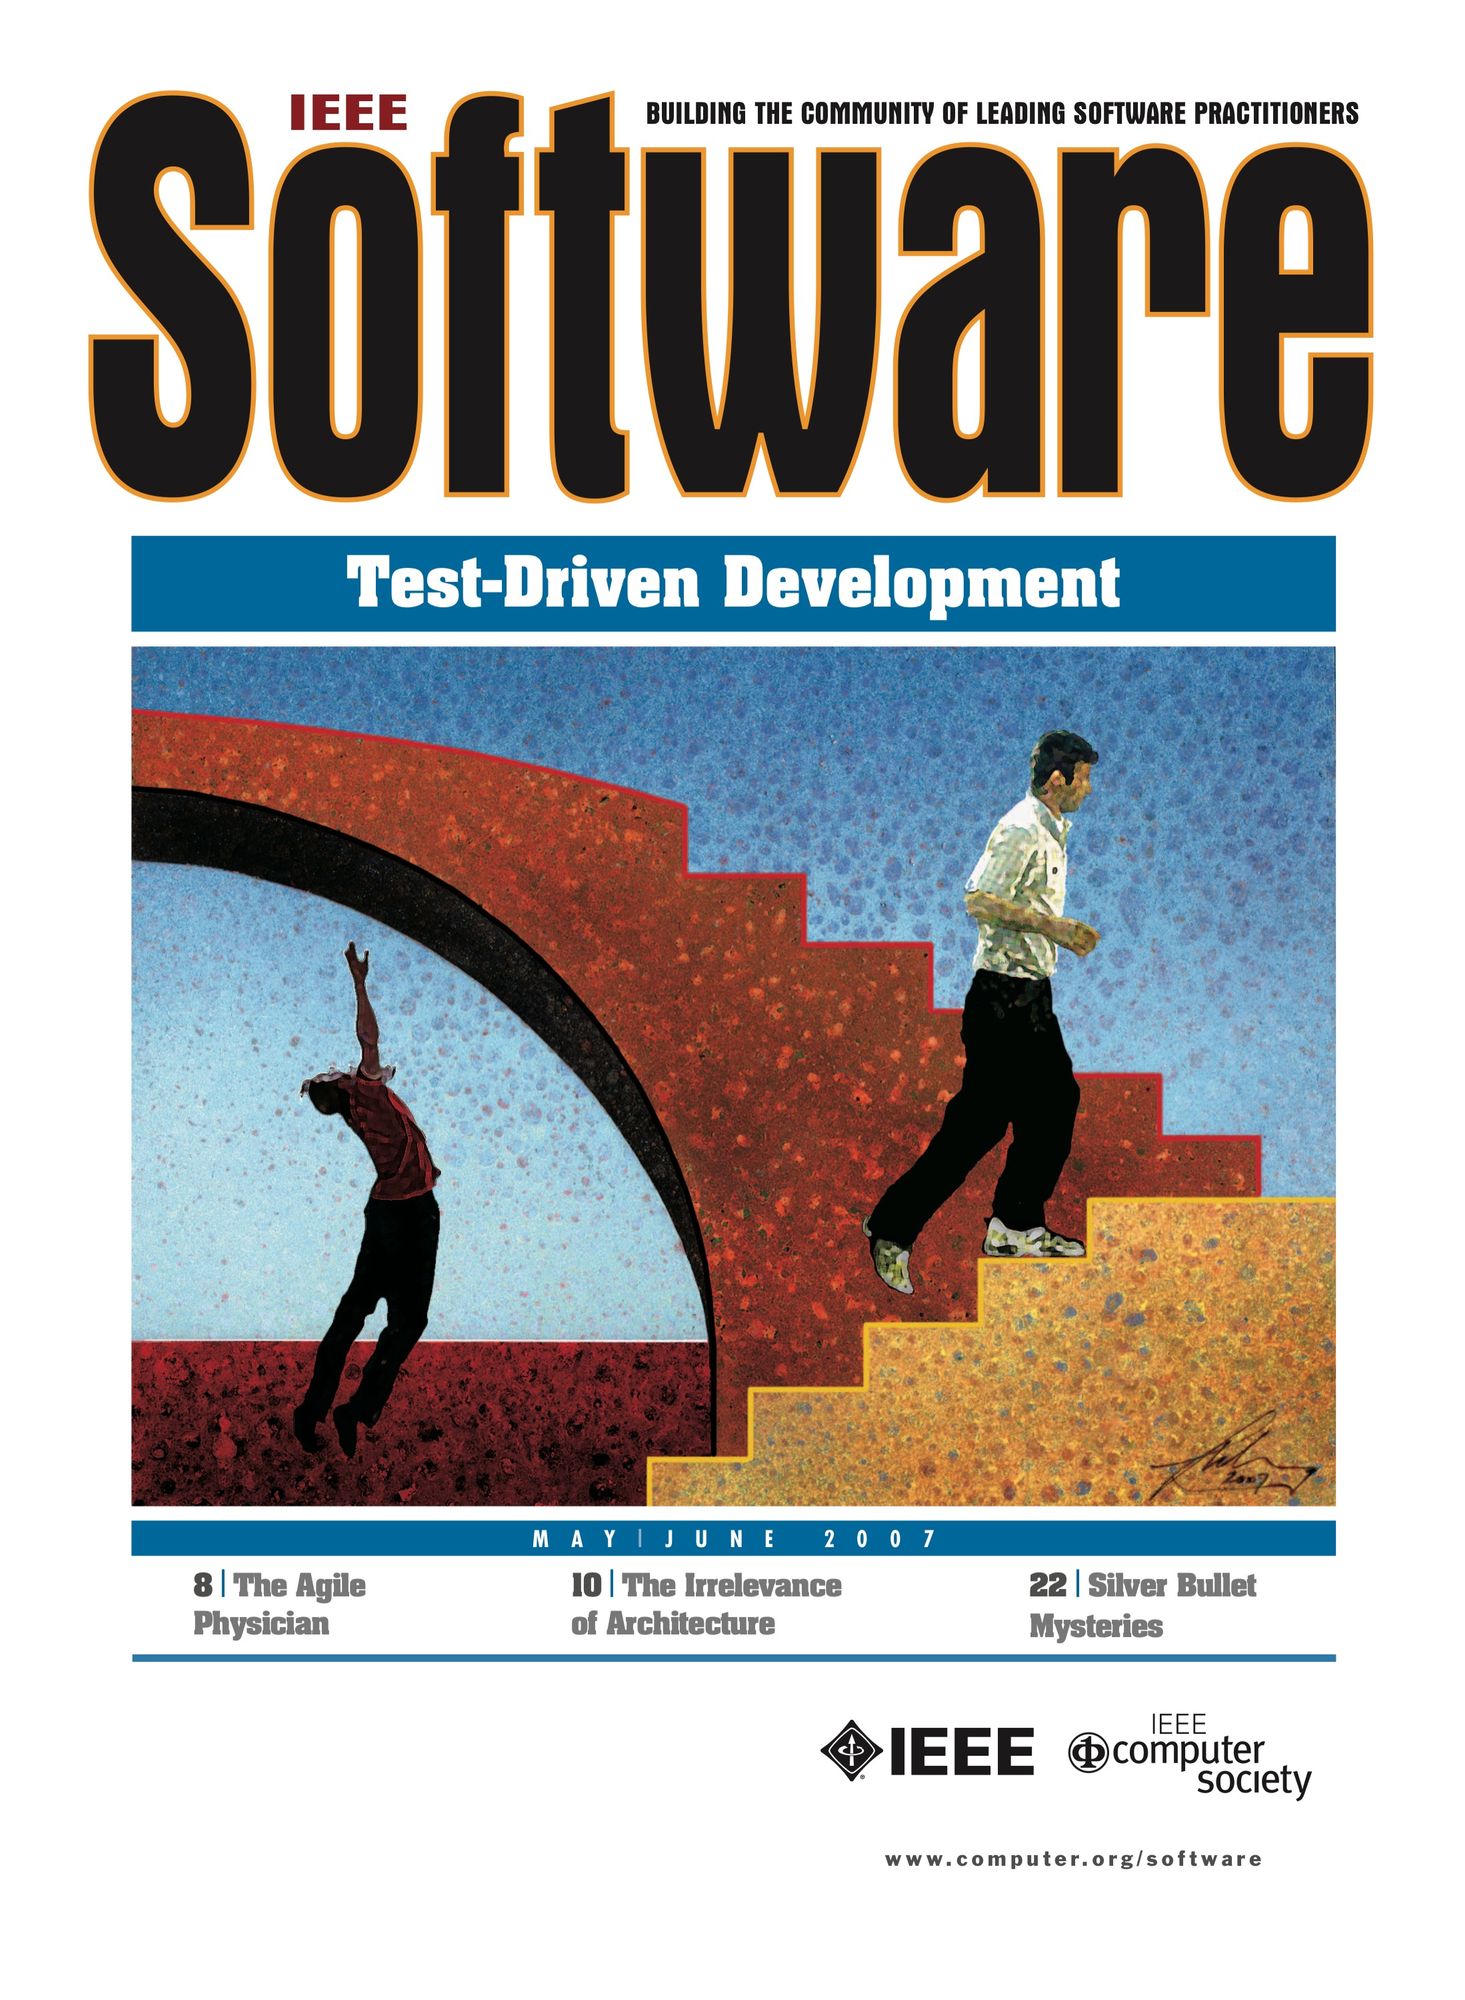 IEEE
BUILDING THE COMMUNITY OF LEADING SOFTWARE PRACTITIONERS
Software
Test-Driven Development
2007
MAY|JUNE 2007
8 | The Agile
Physician
10 | The Irrelevance
of Architecture
22 | Silver Bullet
Mysteries
IEEE
IEEE
computer
society
www.computer.org/software